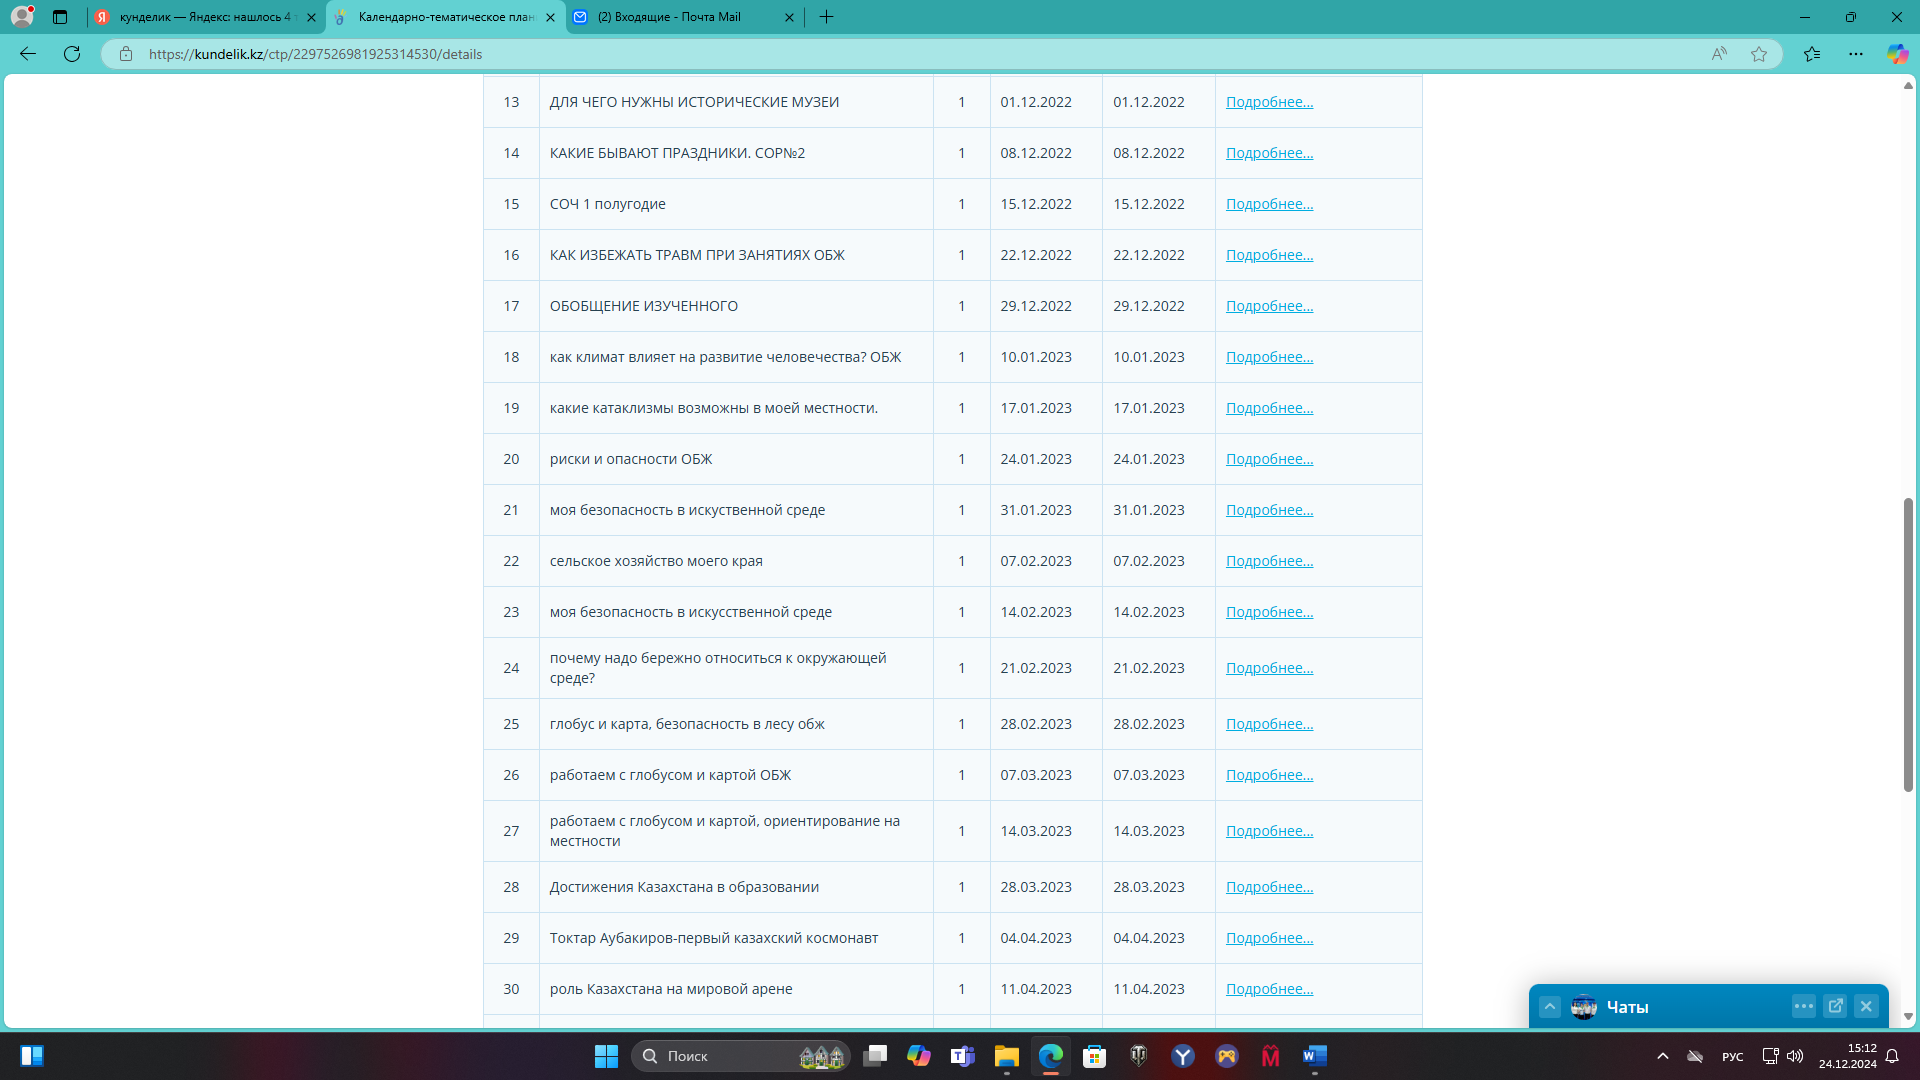 кунделик — Яндекс: нашлось 4 т
Календарно-тематическое план
(2) Входящие - Почта Mail
https://kundelik.kz/ctp/2297526981925314530/details
13 ДЛЯ ЧЕГО НУЖНЫ ИСТОРИЧЕСКИЕ МУЗЕИ 1 01.12.2022 01.12.2022 Подробнее...
14 КАКИЕ БЫВАЮТ ПРАЗДНИКИ. СОР№2 1 08.12.2022 08.12.2022 Подробнее...
15 СОЧ 1 полугодие 1 15.12.2022 15.12.2022 Подробнее...
16 КАК ИЗБЕЖАТЬ ТРАВМ ПРИ ЗАНЯТИЯХ ОБЖ 1 22.12.2022 22.12.2022 Подробнее...
17 ОБОБЩЕНИЕ ИЗУЧЕННОГО 1 29.12.2022 29.12.2022 Подробнее...
18 как климат влияет на развитие человечества? ОБЖ 1 10.01.2023 10.01.2023 Подробнее...
19 какие катаклизмы возможны в моей местности. 1 17.01.2023 17.01.2023 Подробнее...
20 риски и опасности ОБЖ 1 24.01.2023 24.01.2023 Подробнее...
21 моя безопасность в искуственной среде 1 31.01.2023 31.01.2023 Подробнее...
22 сельское хозяйство моего края 1 07.02.2023 07.02.2023 Подробнее...
23 моя безопасность в искусственной среде 1 14.02.2023 14.02.2023 Подробнее...
24 почему надо бережно относиться к окружающей
среде? 1 21.02.2023 21.02.2023 Подробнее...
25 глобус и карта, безопасность в лесу обж 1 28.02.2023 28.02.2023 Подробнее...
26 работаем с глобусом и картой ОБЖ 1 07.03.2023 07.03.2023 Подробнее...
27 работаем с глобусом и картой, ориентирование на
местности 1 14.03.2023 14.03.2023 Подробнее...
28 Достижения Казахстана в образовании 1 28.03.2023 28.03.2023 Подробнее...
29 Токтар Аубакиров-первый казахский космонавт 1 04.04.2023 04.04.2023 Подробнее...
30 роль Казахстана на мировой арене 1 11.04.2023 11.04.2023 Подробнее...
Чаты
Поиск
РУС
15:12
24.12.2024